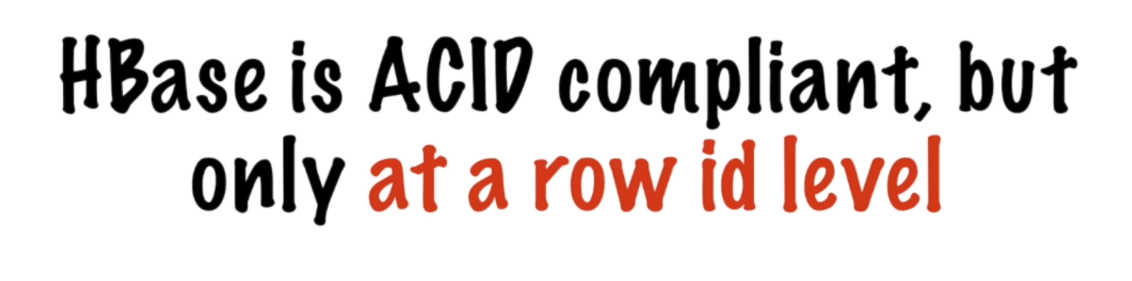 HBase is ACID compliant, but
only at a row id level